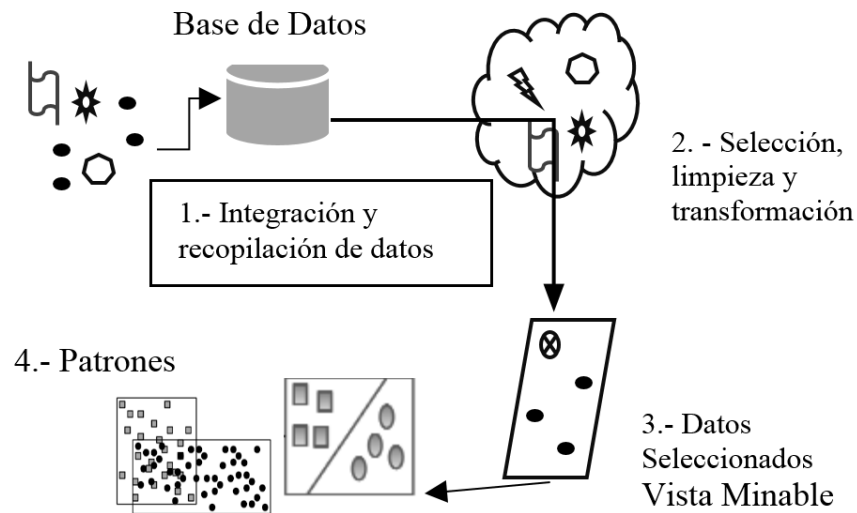 Base de Datos
1.- Integración y
recopilación de datos
2. - Selección,
limpieza y
transformación
3.- Datos
Seleccionados
Vista Minable
4.- Patrones